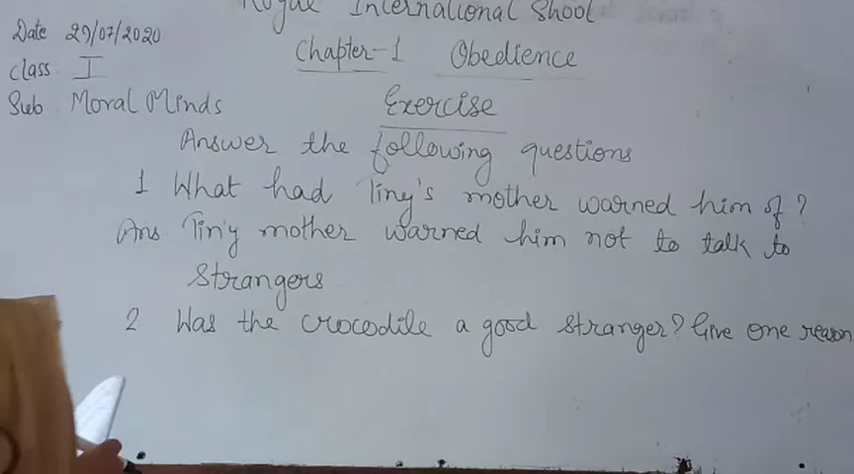 Royal International Shool
Date 29/07/2020
Chapter-1 Obedience
Class I
Sub Moral Minds
Exercise
Answer the following questions
1 What had Tiny's mother warned him of?
Ans Tin'y mother warned him not to talk to
strangers
2 Was the crocodile a good stranger? Give one reason